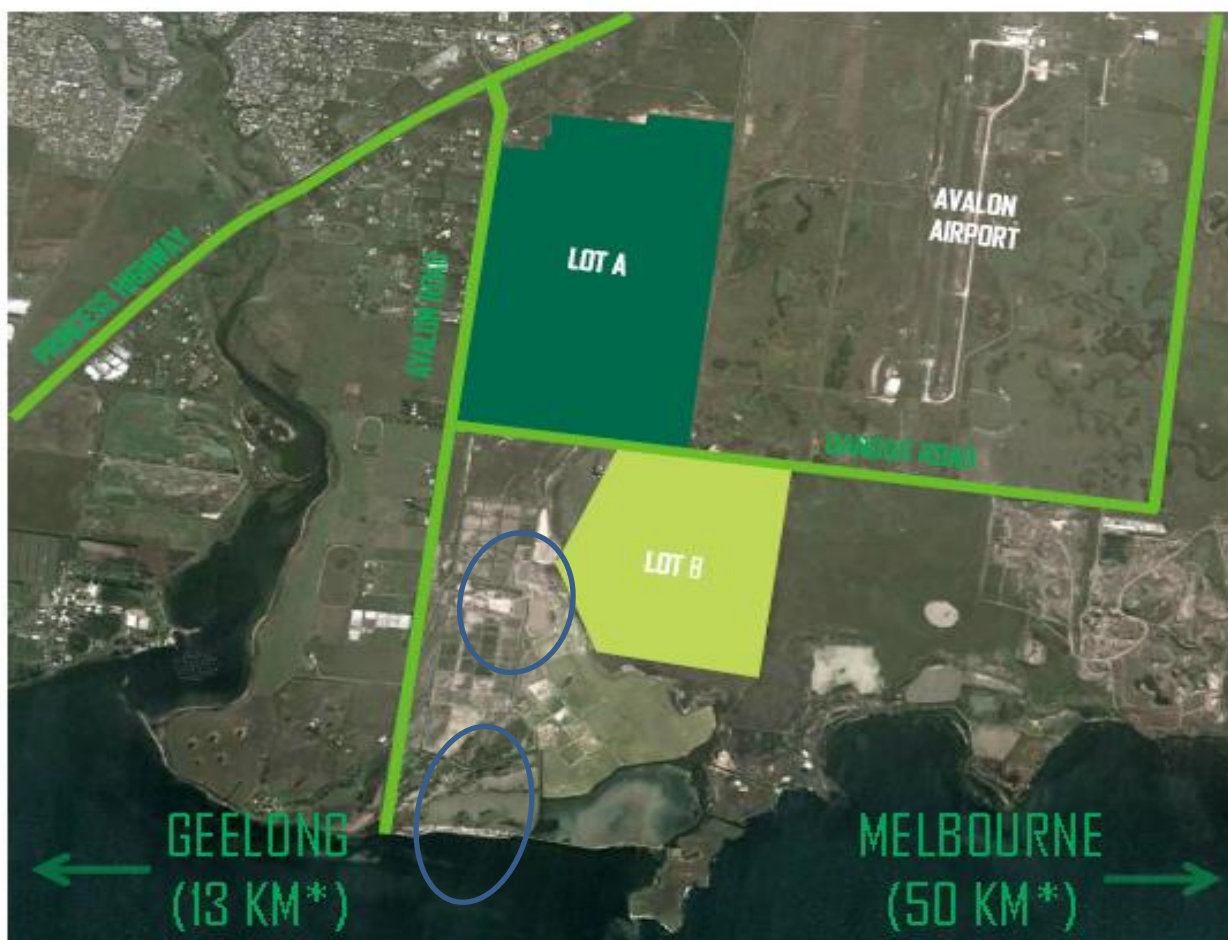 PRINCESS HIGHWAY
AVALON ROAD
LOT A
AVALON
AIRPORT
DANDOS ROAD
LOT B
GEELONG
(13 KM*)
MELBOURNE
(50 KM*)